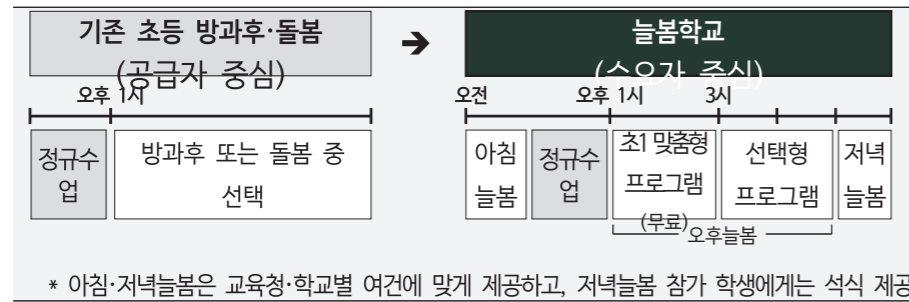 기존 초등 방과후·돌봄
(공급자 중심)
➔
늘봄학교
(수요자 중심)
오후 1시
오전 오후 1시 3시
정규수
업
방과후 또는 돌봄 중
선택
아침
늘봄
정규수
업
초1 맞춤형
프로그램
(무료)
선택형
프로그램
저녁
늘봄
오후늘봄
* 아침·저녁늘봄은 교육청·학교별 여건에 맞게 제공하고, 저녁늘봄 참가 학생에게는 석식 제공